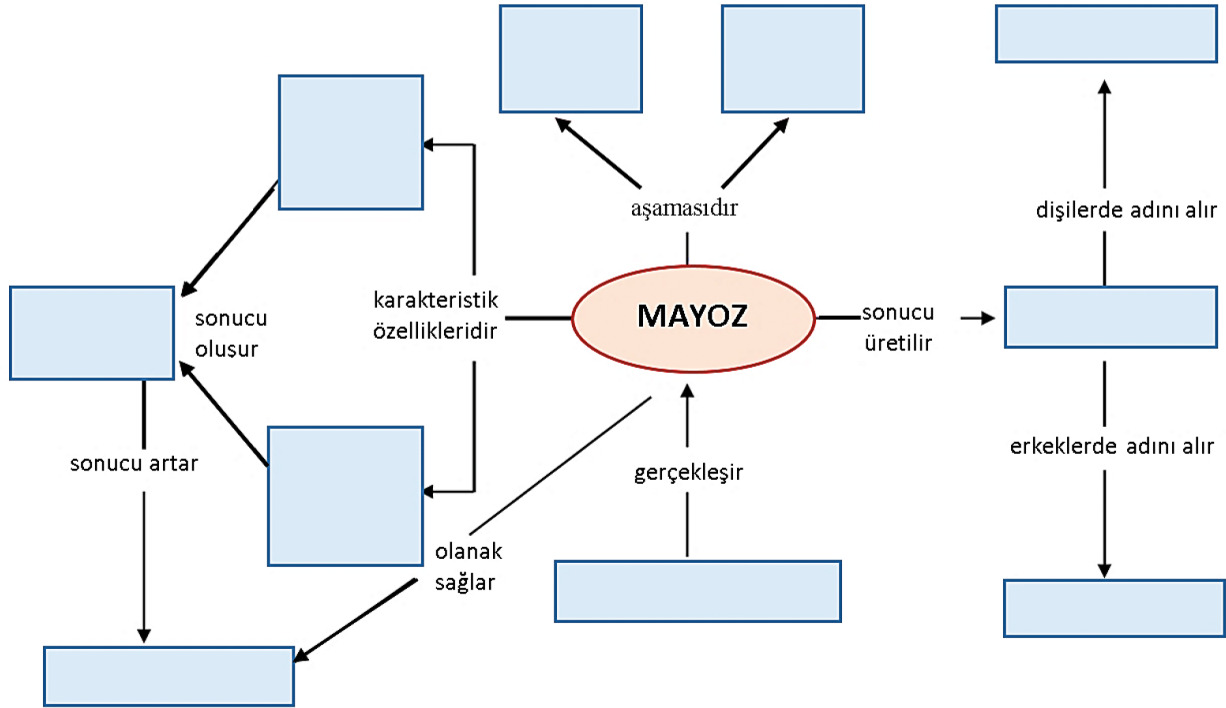 aşamasıdır
dişilerde adını alır
karakteristik
özellikleridir
MAYOZ
sonucu
üretilir
sonucu
oluşur
sonucu artar
gerçekleşir
erkeklerde adını alır
olanak
sağlar